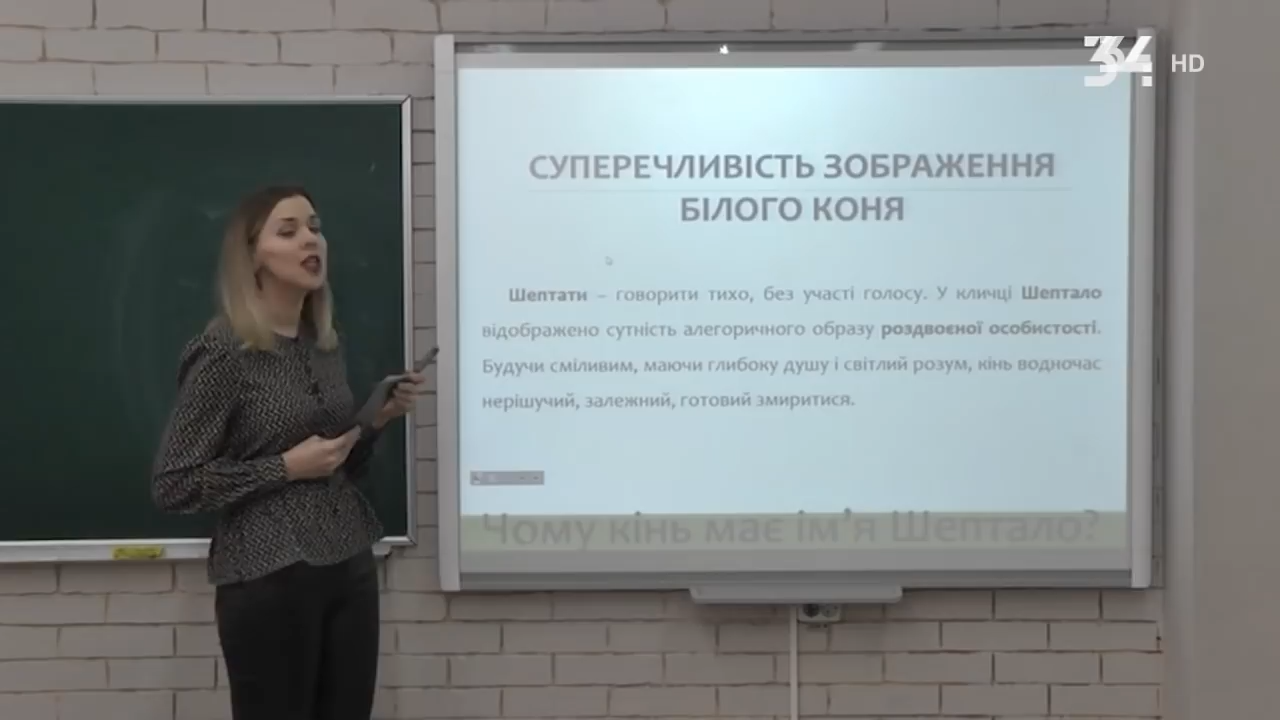 34 HD
СУПЕРЕЧЛИВІСТЬ ЗОБРАЖЕННЯ
БІЛОГО КОНЯ
Шептати – говорити тихо, без участі голосу. У кличці Шептало
відображено сутність алегоричного образу роздвоєної особистості.
Будучи сміливим, маючи глибоку душу і світлий розум, кінь водночас
нерішучий, залежний, готовий змиритися.
Чому кінь має ім'я Шептало?